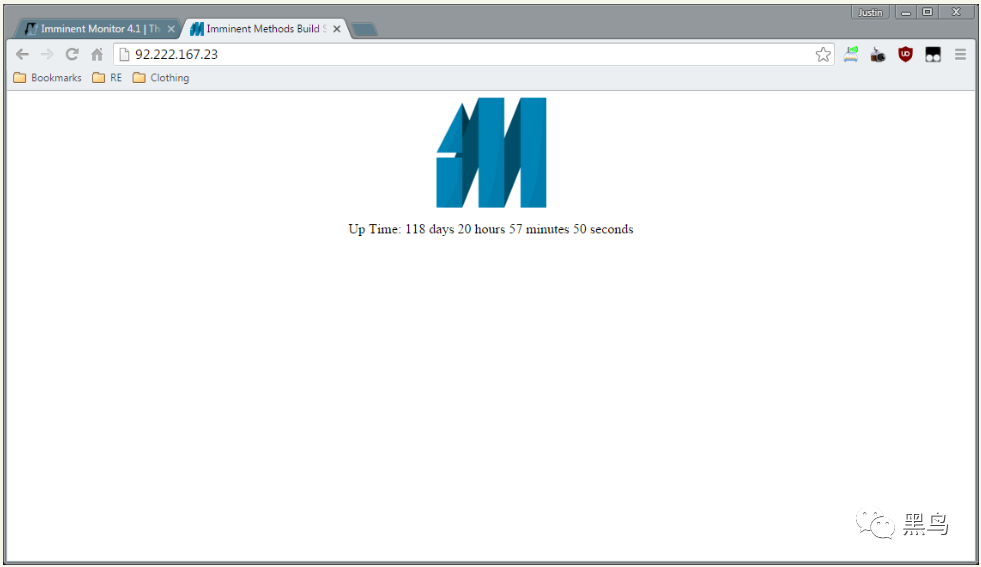 Justin
Imminent Monitor 4.1 | Th
Imminent Methods Build S
92.222.167.23
Bookmarks
RE
Clothing
Up Time: 118 days 20 hours 57 minutes 50 seconds
黑鸟